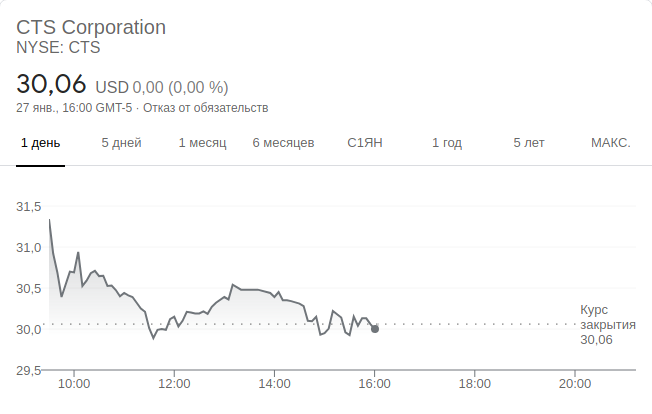 CTS Corporation
NYSE: CTS
30,06 USD 0,00 (0,00 %)
27 янв., 16:00 GMT-5 · Отказ от обязательств
1 день 5 дней 1 месяц 6 месяцев С1ЯН 1 год 5 лет МАКС.
31,5
31,0
30,5
30,0
29,5
Курс
закрытия
30,06
10:00 12:00 14:00 16:00 18:00 20:00